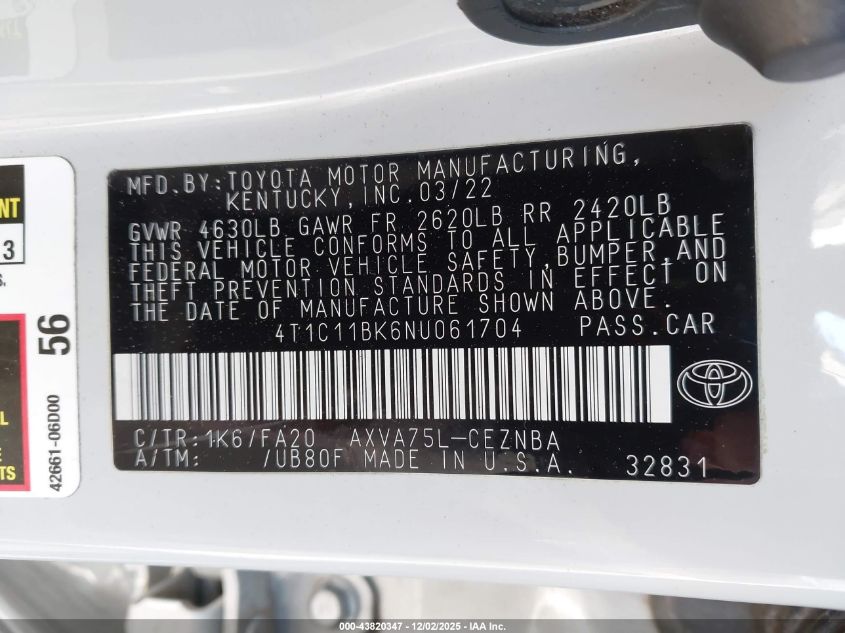 MFD.BY:TOYOTA MOTOR MANUFACTURING,
KENTUCKY,INC.03/22
GVWR 4630LB GAWR FR 2620LB RR 2420LB
THIS VEHICLE CONFORMS TO ALL APPLICABLE
FEDERAL MOTOR VEHICLE SAFETY,BUMPER,AND
THEFT PREVENTION STANDARDS IN EFFECT ON
THE DATE OF MANUFACTURE SHOWN ABOVE.
4T1C11BK6NU061704 PASS.CAR
C/TR:1K6/FA20 AXVA75L-CEZNBA
A/TM: /UB80F MADE IN U.S.A. 32831
NT
3
S.
L
E
TS
56
42661-06D00
000-43820347 - 12/02/2025 - IAA Inc.